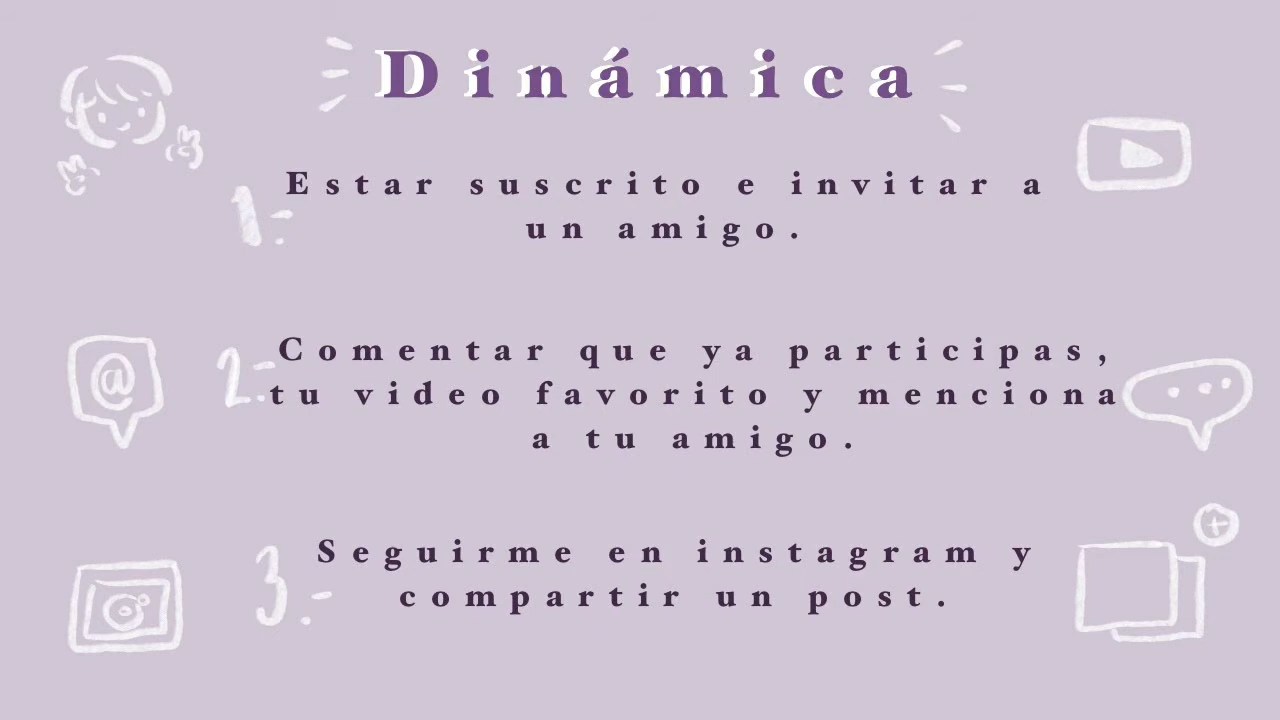 Dinámica
1.- Estar suscrito e invitar a
un amigo.
2.- Comentar que ya participas,
tu video favorito y menciona
a tu amigo.
3.- Seguirme en instagram y
compartir un post.
@